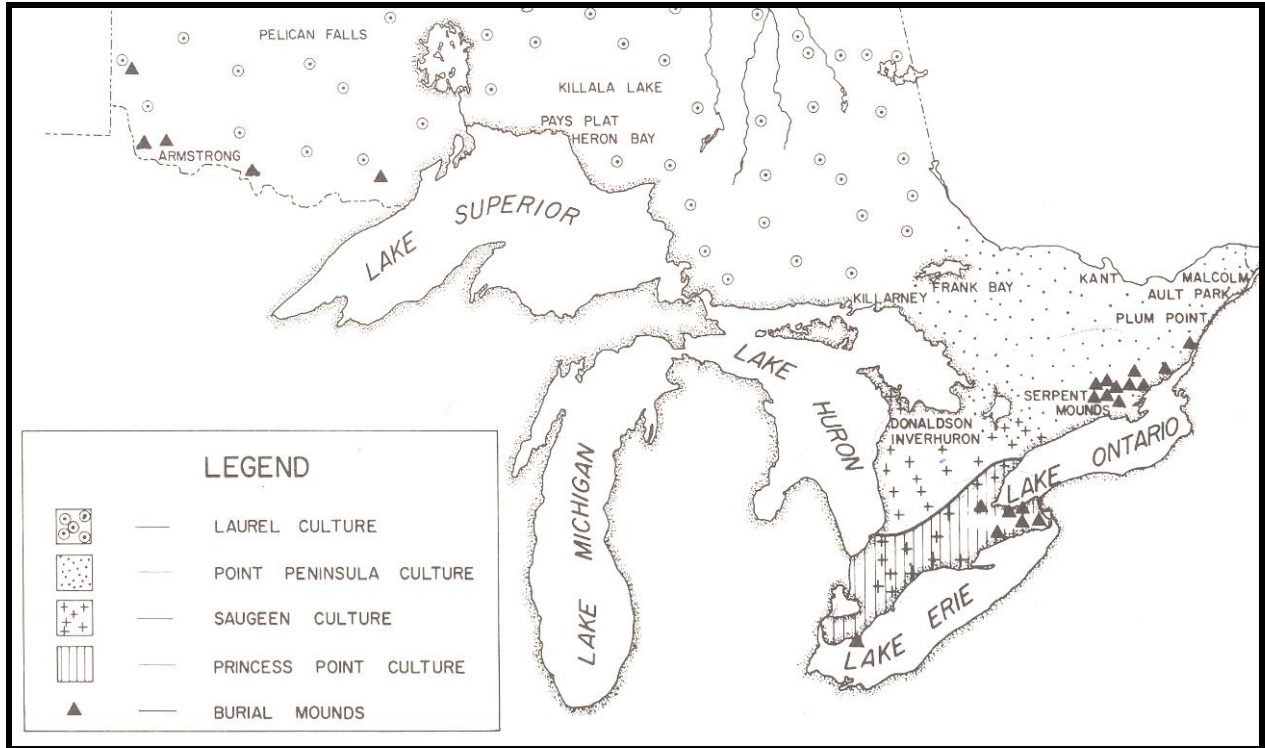 PELICAN FALLS
KILLALA LAKE
PAYS PLAT
HERON BAY
ARMSTRONG
LAKE SUPERIOR
KILLARNEY
FRANK BAY
KANT
MALCOLM
AULT PARK
PLUM POINT
LAKE HURON
SERPENT
MOUNDS
DONALDSON
INVERHURON
LAKE ONTARIO
LAKE MICHIGAN
LAKE ERIE
LEGEND
LAUREL CULTURE
POINT PENINSULA CULTURE
SAUGEEN CULTURE
PRINCESS POINT CULTURE
BURIAL MOUNDS